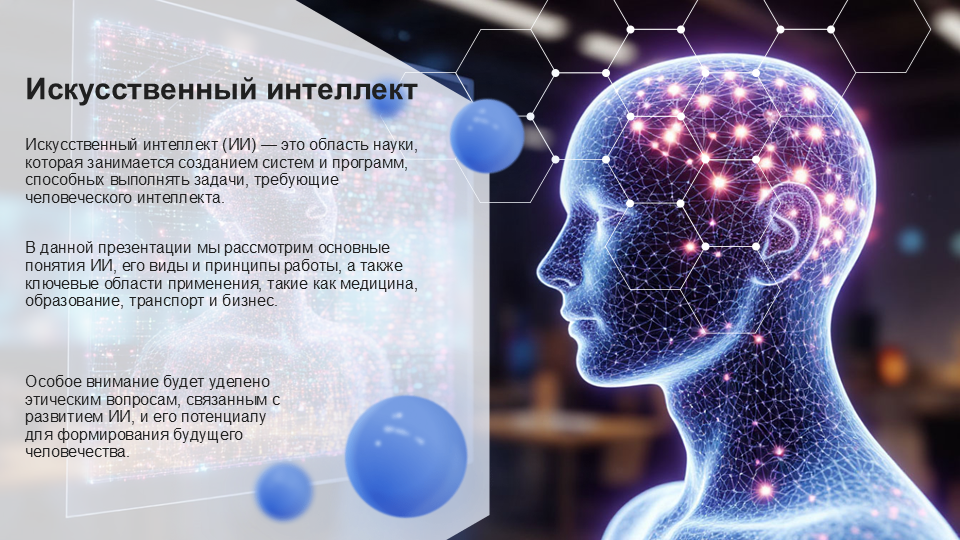 Искусственный интеллект
Искусственный интеллект (ИИ) — это область науки,
которая занимается созданием систем и программ,
способных выполнять задачи, требующие
человеческого интеллекта.
В данной презентации мы рассмотрим основные
понятия ИИ, его виды и принципы работы, а также
ключевые области применения, такие как медицина,
образование, транспорт и бизнес.
Особое внимание будет уделено
этическим вопросам, связанным с
развитием ИИ, и его потенциалу
для формирования будущего
человечества.